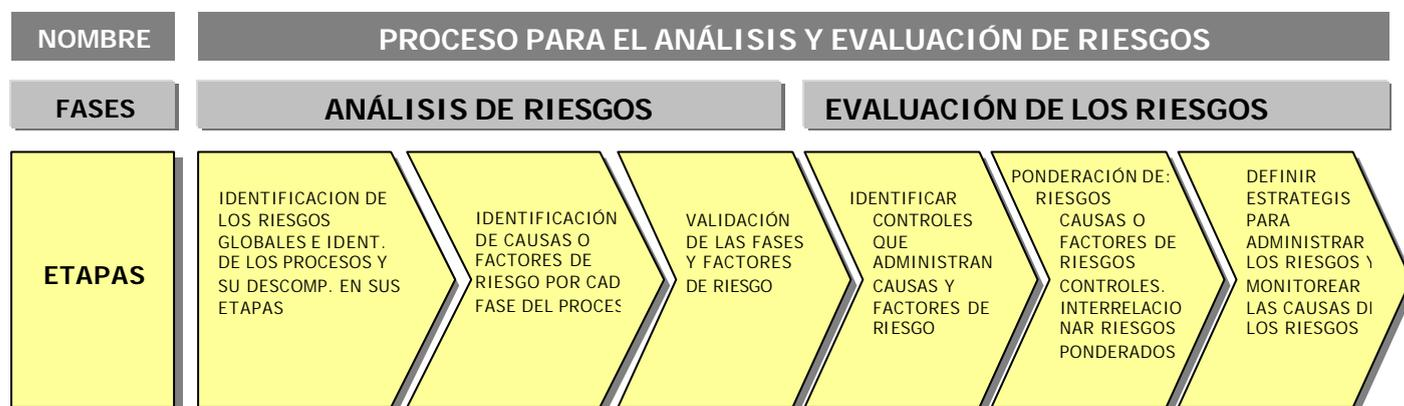 NOMBRE
PROCESO PARA EL ANÁLISIS Y EVALUACIÓN DE RIESGOS
FASES
ANÁLISIS DE RIESGOS
EVALUACIÓN DE LOS RIESGOS
ETAPAS
IDENTIFICACION DE
LOS RIESGOS
GLOBALES E IDENT.
DE LOS PROCESOS Y
SU DESCOMP. EN SUS
ETAPAS
IDENTIFICACIÓN
DE CAUSAS O
FACTORES DE
RIESGO POR CAD
FASE DEL PROCES
VALIDACIÓN
DE LAS FASES
Y FACTORES
DE RIESGO
IDENTIFICAR
CONTROLES
QUE
ADMINISTRAN
CAUSAS Y
FACTORES DE
RIESGO
PONDERACIÓN DE:
RIESGOS
CAUSAS O
FACTORES DE
RIESGOS
CONTROLES.
INTERRELACIO
NAR RIESGOS
PONDERADOS
DEFINIR
ESTRATEGIS
PARA
ADMINISTRAR
LOS RIESGOS Y
MONITOREAR
LAS CAUSAS DE
LOS RIESGOS